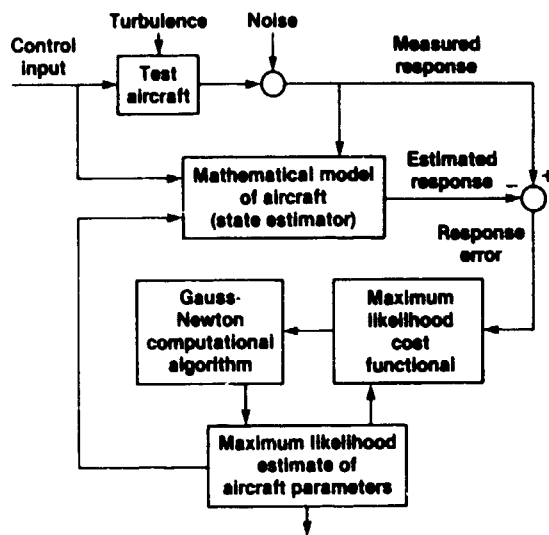 Turbulence
Noise
Control
input
Measured
response
Test
aircraft
Mathematical model
of aircraft
(state estimator)
Estimated
response
+
–
Response
error
Gauss-
Newton
computational
algorithm
Maximum
likelihood
cost
functional
Maximum likelihood
estimate of
aircraft parameters